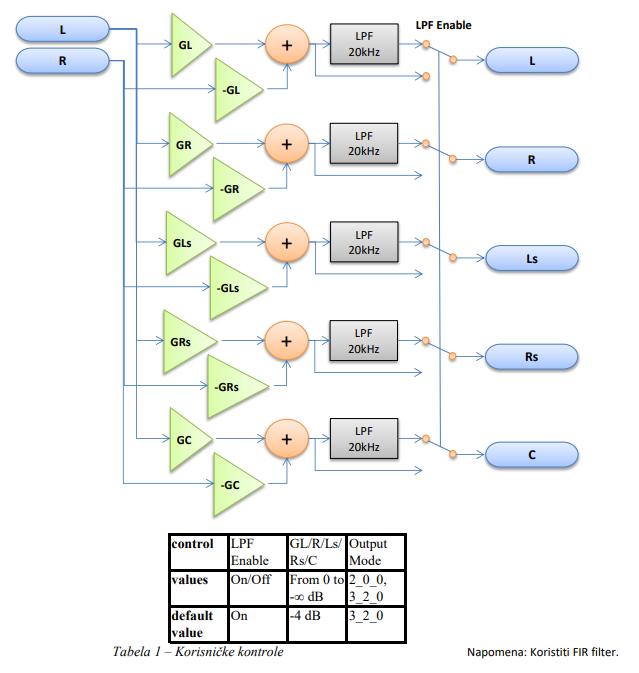 LPF Enable
L
R
GL
-GL
+
LPF
20kHz
L
GR
-GR
+
LPF
20kHz
R
GLs
-GLs
+
LPF
20kHz
Ls
GRs
-GRs
+
LPF
20kHz
Rs
GC
-GC
+
LPF
20kHz
C
control LPF Enable GL/R/Ls/ Rs/C Output Mode
values On/Off From 0 to -∞ dB 2_0_0, 3_2_0
default value On -4 dB 3_2_0
Tabela 1 – Korisničke kontrole
Napomena: Koristiti FIR filter.